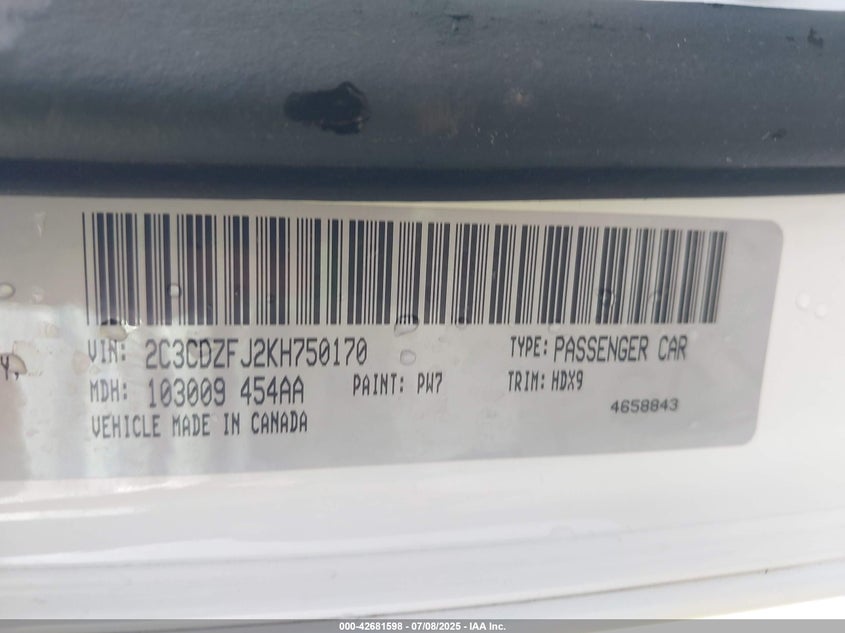 VIN: 2C3CDZFJ2KH750170 TYPE: PASSENGER CAR
MDH: 103009 454AA PAINT: PW7 TRIM: HDX9
VEHICLE MADE IN CANADA 4658843
000-42681598 - 07/08/2025 - IAA Inc.